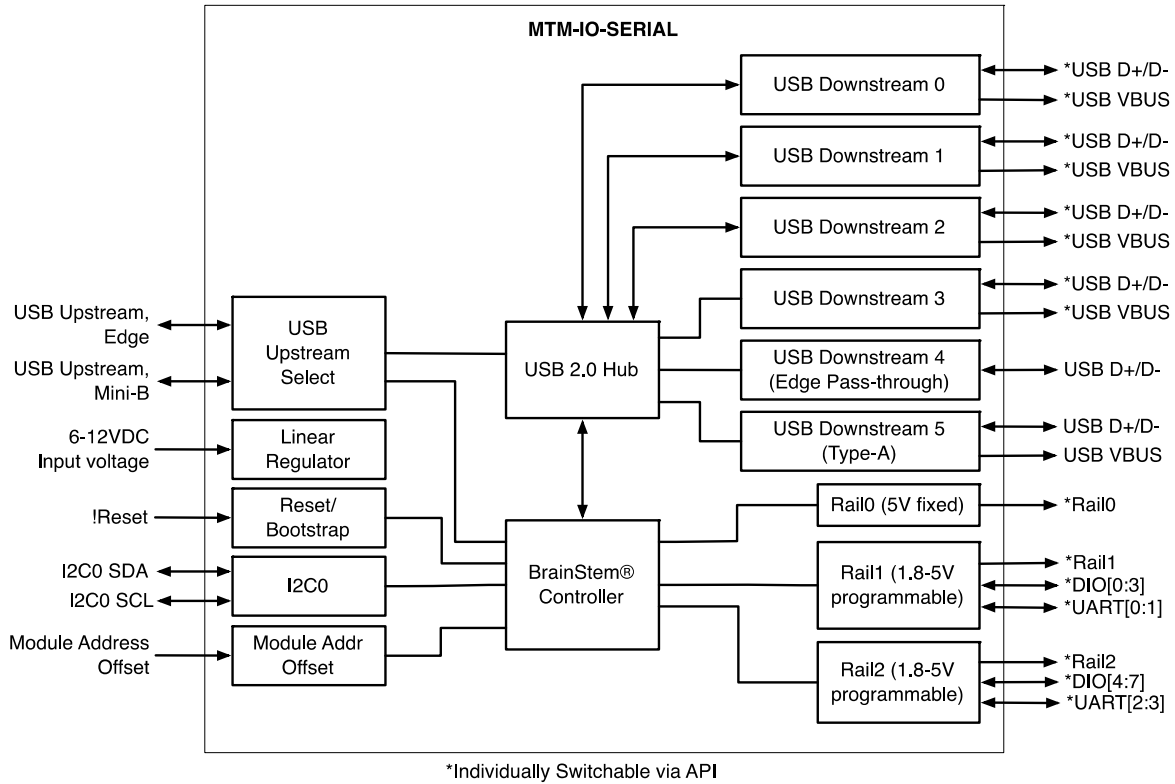 MTM-IO-SERIAL
USB Upstream,
Edge
USB Upstream,
Mini-B
6-12VDC
Input voltage
!Reset
I2C0 SDA
I2C0 SCL
Module Address
Offset
USB
Upstream
Select
Linear
Regulator
Reset/
Bootstrap
I2C0
Module Addr
Offset
USB 2.0 Hub
BrainStem®
Controller
USB Downstream 0
*USB D+/D-
*USB VBUS
USB Downstream 1
*USB D+/D-
*USB VBUS
USB Downstream 2
*USB D+/D-
*USB VBUS
USB Downstream 3
*USB D+/D-
*USB VBUS
USB Downstream 4
(Edge Pass-through)
USB D+/D-
USB Downstream 5
(Type-A)
USB D+/D-
USB VBUS
Rail0 (5V fixed)
*Rail0
Rail1 (1.8-5V
programmable)
*Rail1
*DIO[0:3]
*UART[0:1]
Rail2 (1.8-5V
programmable)
*Rail2
*DIO[4:7]
*UART[2:3]
*Individually Switchable via API